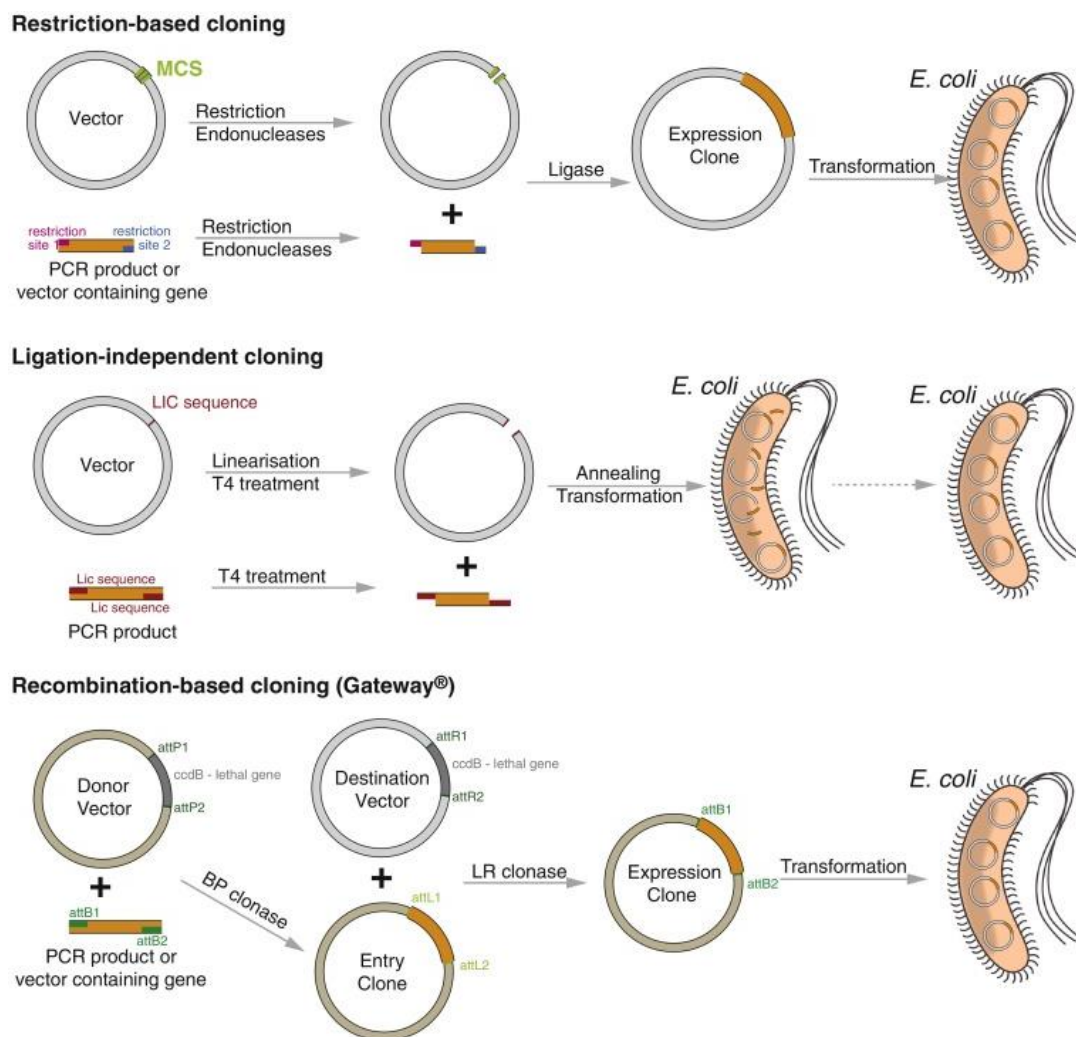 Restriction-based cloning
MCS
Vector
Restriction
Endonucleases
restriction
site 1
restriction
site 2
Restriction
Endonucleases
PCR product or
vector containing gene
+
Ligase
Expression
Clone
Transformation
E. coli
Ligation-independent cloning
LIC sequence
Vector
Linearisation
T4 treatment
Lic sequence
Lic sequence
PCR product
T4 treatment
+
Annealing
Transformation
E. coli
E. coli
Recombination-based cloning (Gateway®)
attP1
ccdB - lethal gene
attP2
Donor
Vector
+
attB1
attB2
PCR product or
vector containing gene
BP clonase
attR1
ccdB - lethal gene
attR2
Destination
Vector
+
attL1
attL2
Entry
Clone
LR clonase
attB1
attB2
Expression
Clone
Transformation
E. coli